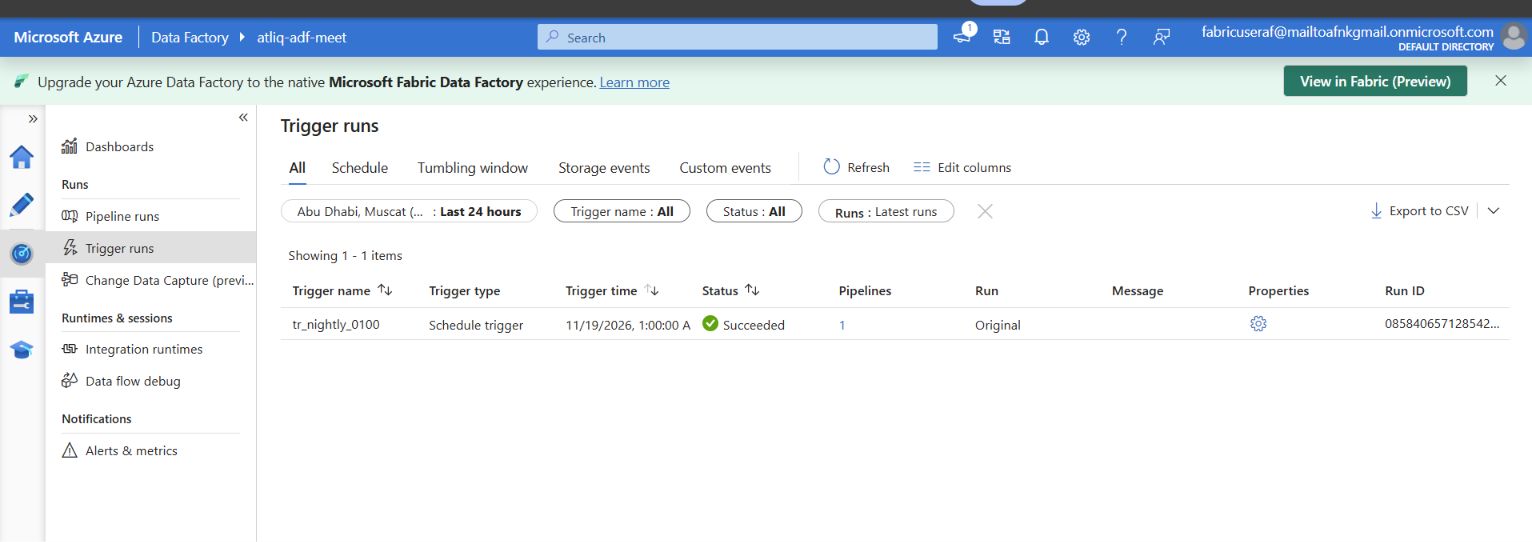 Microsoft Azure Data Factory atliq-adf-meet Search 1 fabricuseraf@mailtoafnkgmail.onmicrosoft.com
DEFAULT DIRECTORY
Upgrade your Azure Data Factory to the native Microsoft Fabric Data Factory experience. Learn more View in Fabric (Preview)
Dashboards
Runs
Pipeline runs
Trigger runs
Change Data Capture (previ...
Runtimes & sessions
Integration runtimes
Data flow debug
Notifications
Alerts & metrics
Trigger runs
All Schedule Tumbling window Storage events Custom events Refresh Edit columns
Abu Dhabi, Muscat (... : Last 24 hours Trigger name : All Status : All Runs : Latest runs Export to CSV
Showing 1 - 1 items
Trigger name Trigger type Trigger time Status Pipelines Run Message Properties Run ID
tr_nightly_0100 Schedule trigger 11/19/2026, 1:00:00 A Succeeded 1 Original 085840657128542...